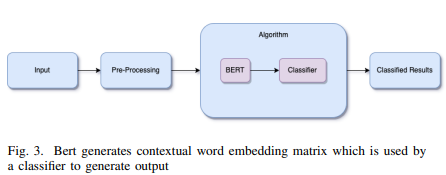 Algorithm
Input
Pre-Processing
BERT
Classifier
Classified Results
Fig. 3. Bert generates contextual word embedding matrix which is used by
a classifier to generate output